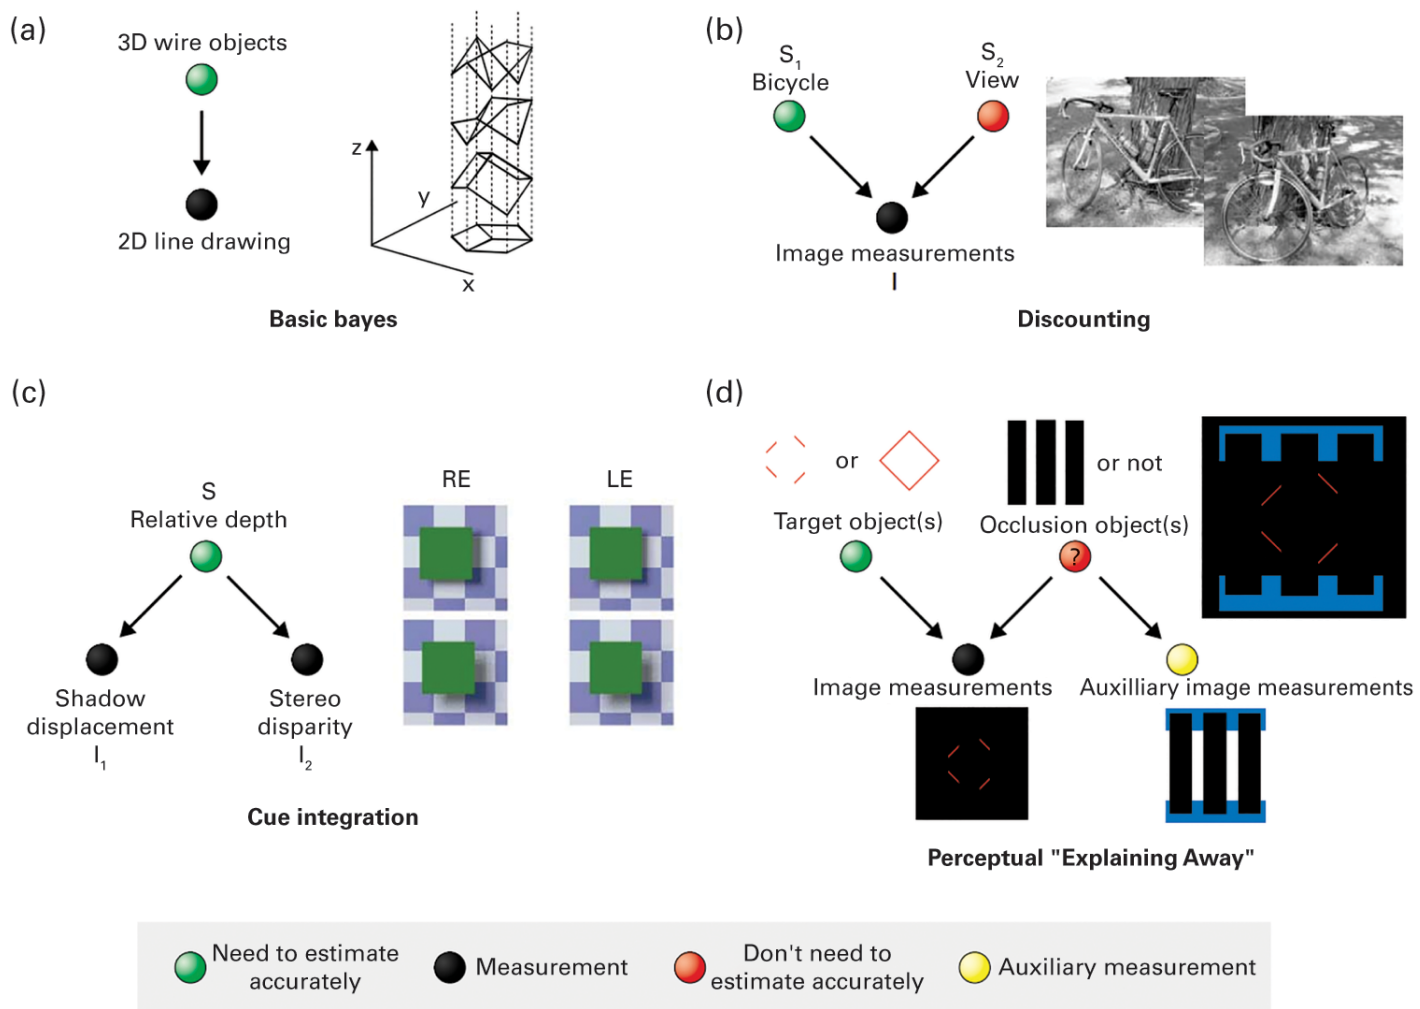 (a)
3D wire objects
2D line drawing
z
y
x
Basic bayes
(b)
S1
Bicycle
S2
View
Image measurements
I
Discounting
(c)
S
Relative depth
Shadow
displacement
I1
Stereo
disparity
I2
RE
LE
Cue integration
(d)
or
or not
Target object(s)
Occlusion object(s)
?
Image measurements
Auxilliary image measurements
Perceptual "Explaining Away"
Need to estimate
accurately
Measurement
Don't need to
estimate accurately
Auxiliary measurement